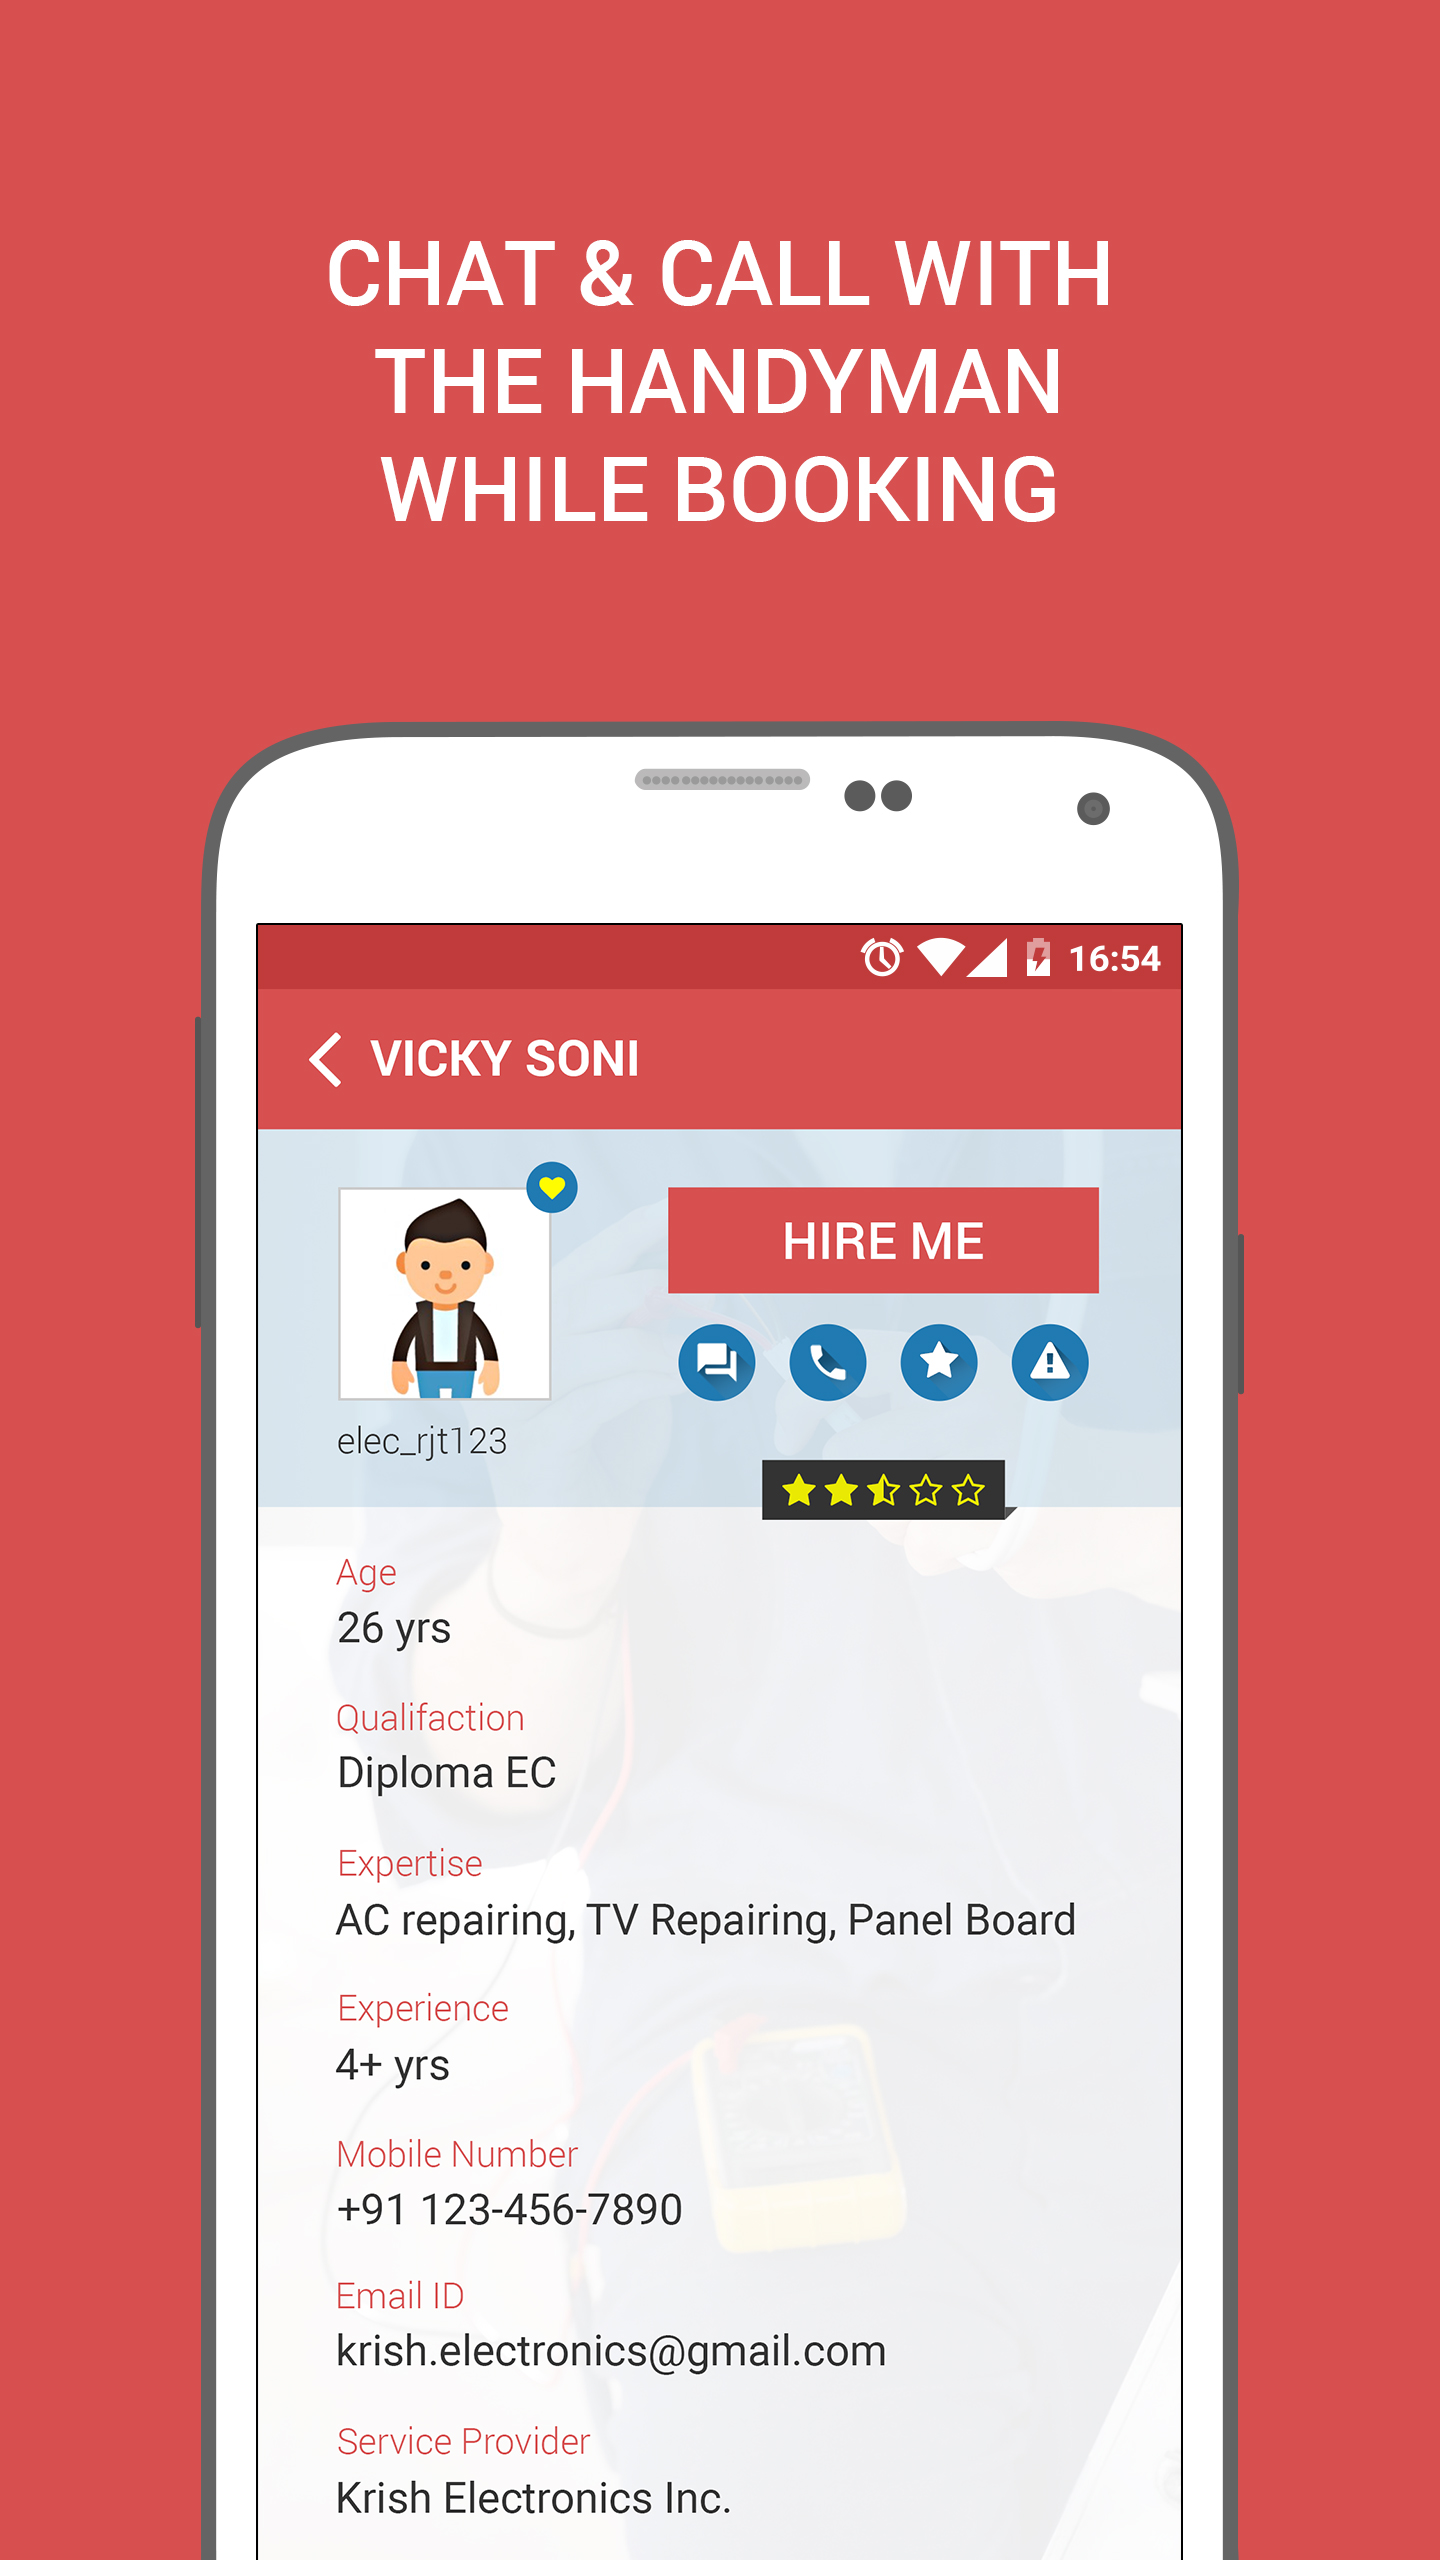 CHAT & CALL WITH
THE HANDYMAN
WHILE BOOKING
16:54
VICKY SONI
HIRE ME
elec_rjt123
Age
26 yrs
Qualifaction
Diploma EC
Expertise
AC repairing, TV Repairing, Panel Board
Experience
4+ yrs
Mobile Number
+91 123-456-7890
Email ID
krish.electronics@gmail.com
Service Provider
Krish Electronics Inc.